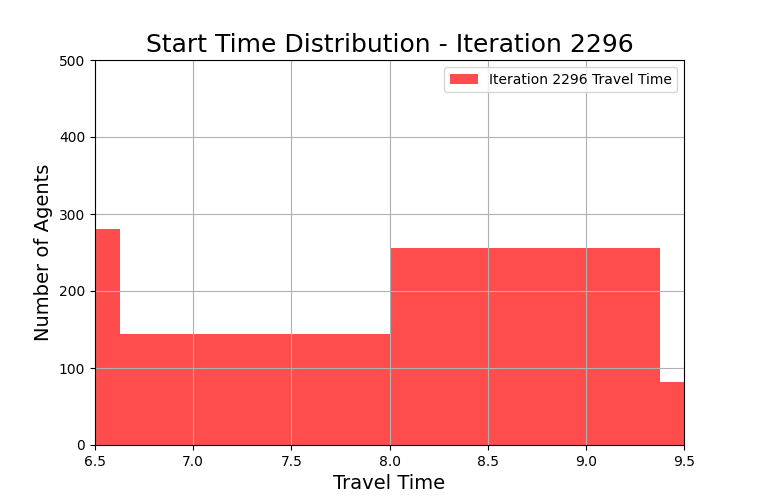 Start Time Distribution - Iteration 2296
500
400
300
200
100
0
Number of Agents
Iteration 2296 Travel Time
6.5 7.0 7.5 8.0 8.5 9.0 9.5
Travel Time